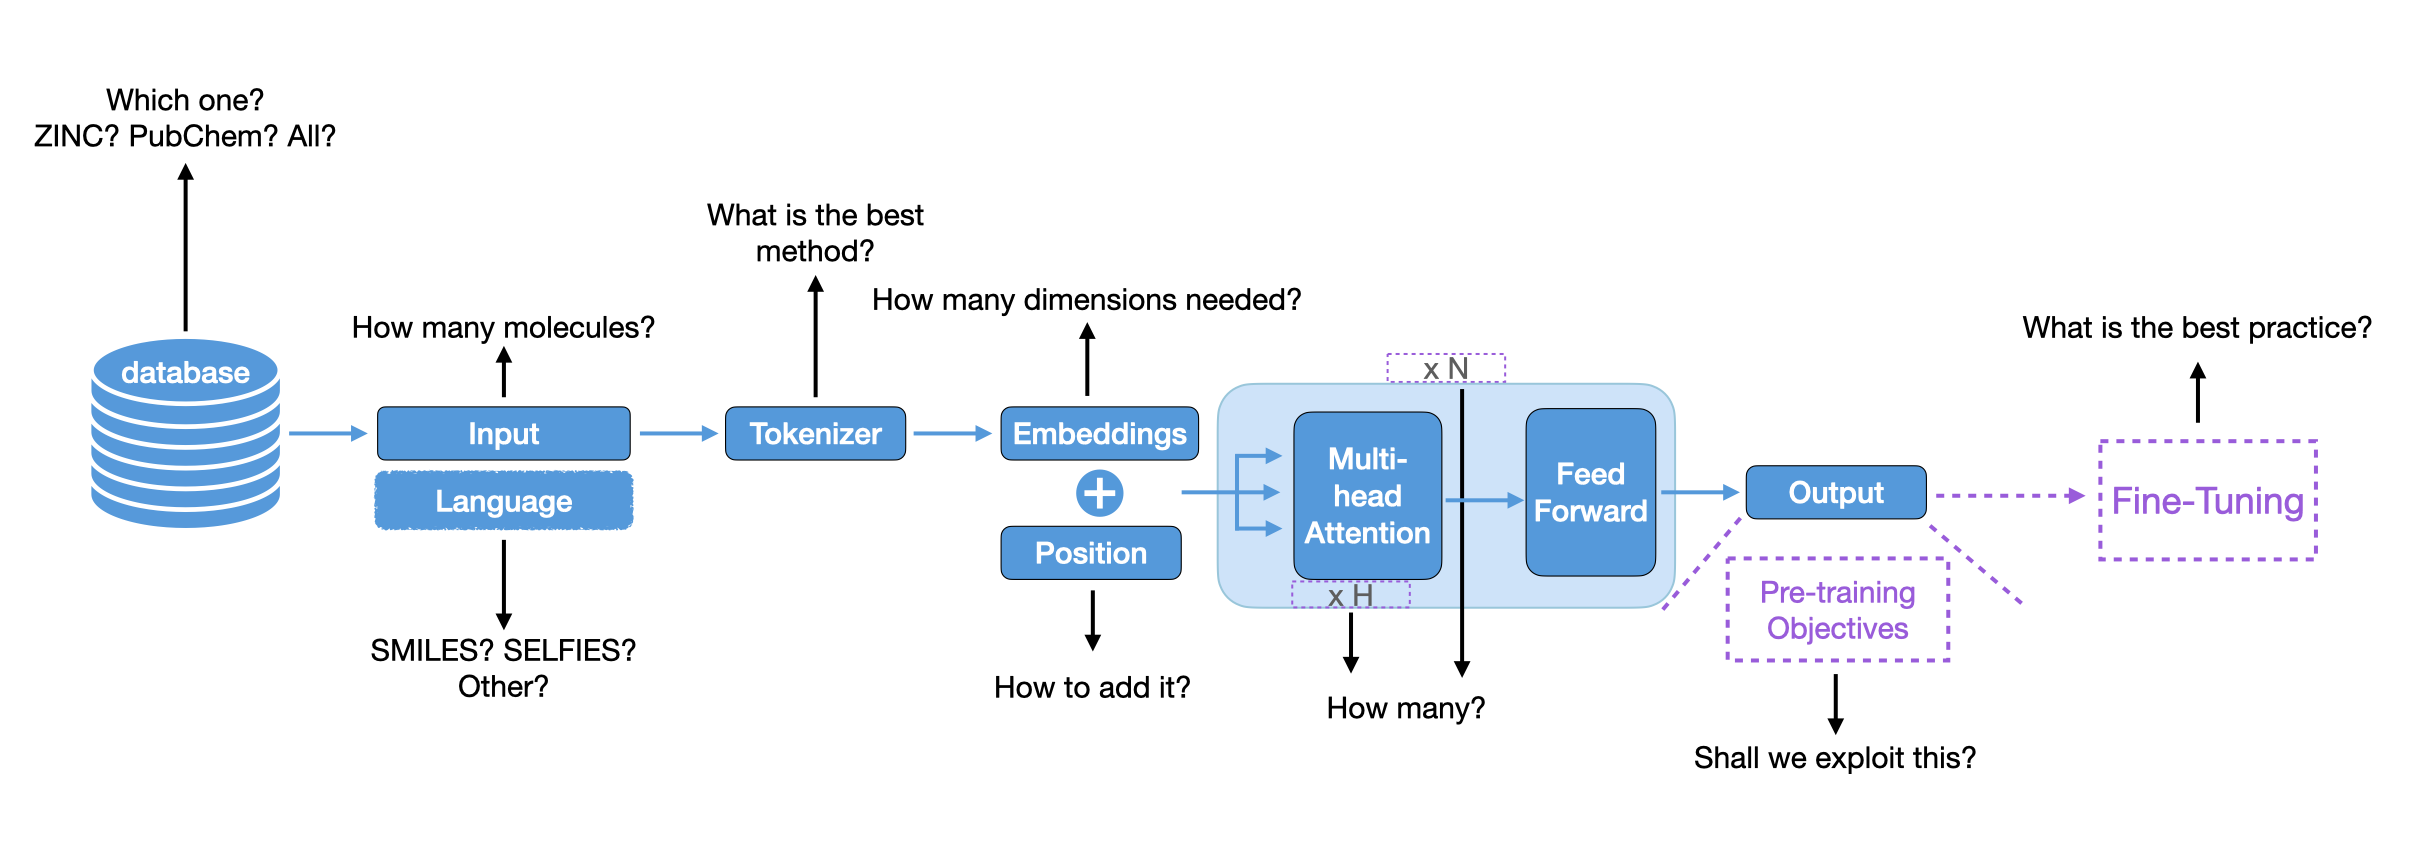 Which one?
ZINC? PubChem? All?
database
How many molecules?
Input
Language
SMILES? SELFIES?
Other?
What is the best
method?
Tokenizer
How many dimensions needed?
Embeddings
Position
How to add it?
x N
Multi-
head
Attention
x H
How many?
Feed
Forward
Output
Pre-training
Objectives
Shall we exploit this?
What is the best practice?
Fine-Tuning